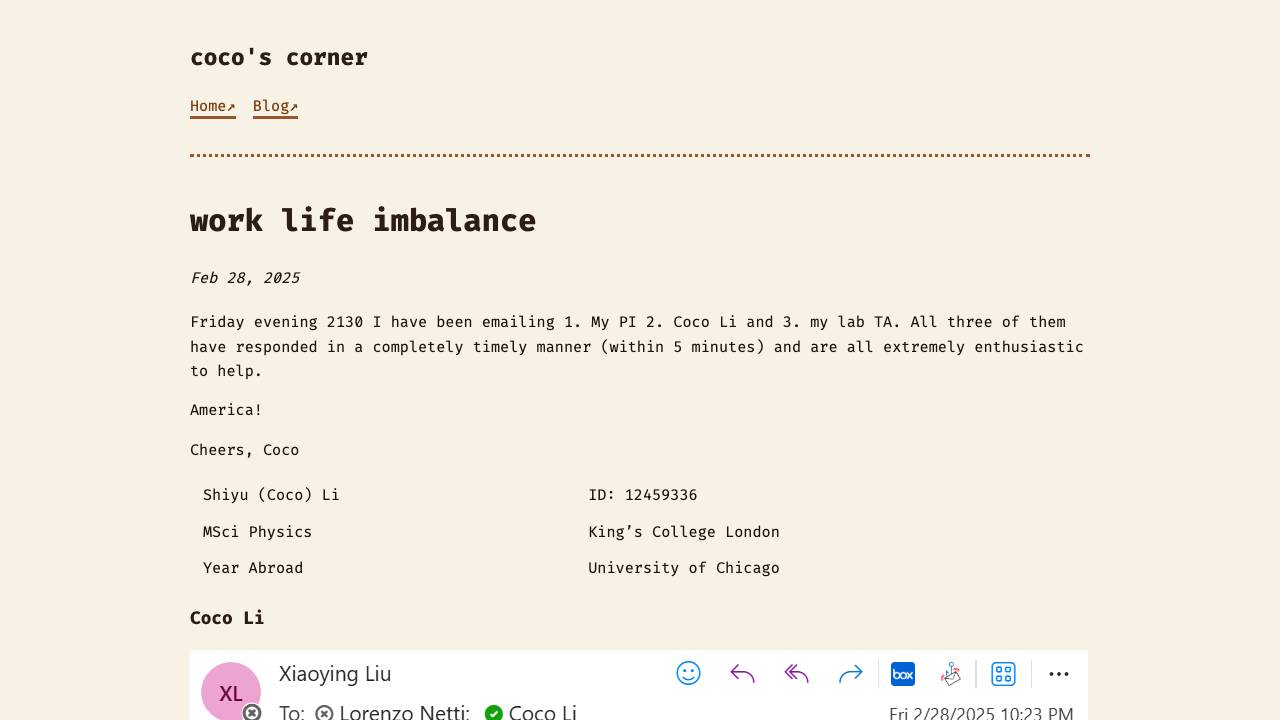 coco's corner
Home↗ Blog↗
work life imbalance
Feb 28, 2025
Friday evening 2130 I have been emailing 1. My PI 2. Coco Li and 3. my lab TA. All three of them
have responded in a completely timely manner (within 5 minutes) and are all extremely enthusiastic
to help.
America!
Cheers, Coco
Shiyu (Coco) Li ID: 12459336
MSci Physics King’s College London
Year Abroad University of Chicago
Coco Li
XL Xiaoying Liu box
To: Lorenzo Netti; Coco Li Fri 2/28/2025 10:23 PM